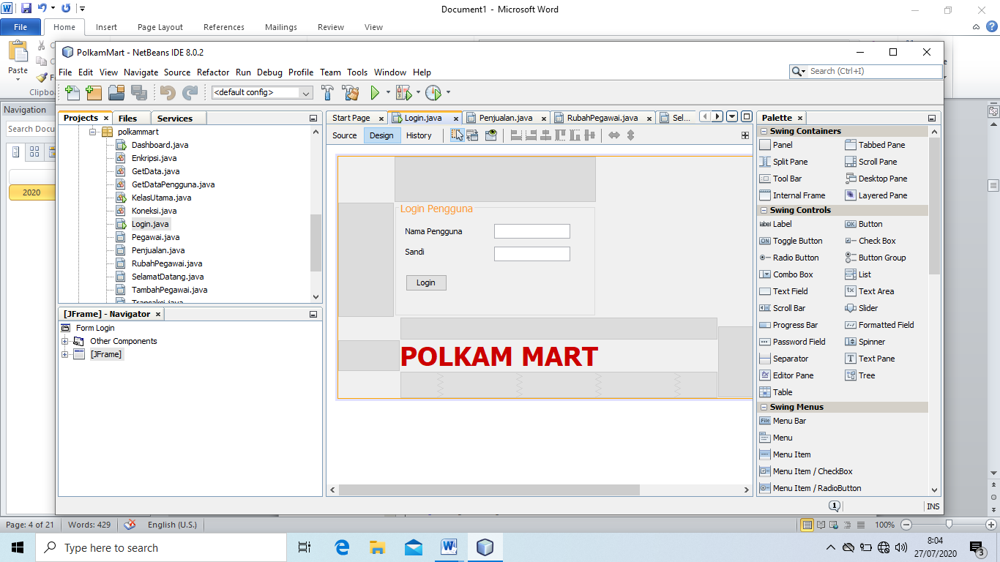 Document1 - Microsoft Word
File Home Insert Page Layout References Mailings Review View
Paste
Clipb
Navigation
Search Docu
2020
PolkamMart - NetBeans IDE 8.0.2
File Edit View Navigate Source Refactor Run Debug Profile Team Tools Window Help
Search (Ctrl+I)
<default config>
Projects Files Services
polkammart
Dashboard.java
Enkripsi.java
GetData.java
GetDataPengguna.java
KelasUtama.java
Koneksi.java
Login.java
Pegawai.java
Penjualan.java
RubahPegawai.java
SelamatDatang.java
TambahPegawai.java
Transaksi.java
[JFrame] - Navigator
Form Login
Other Components
[JFrame]
Start Page Login.java Penjualan.java RubahPegawai.java Sel...
Source Design History
Login Pengguna
Nama Pengguna
Sandi
Login
POLKAM MART
Palette
Swing Containers
Panel Tabbed Pane
Split Pane Scroll Pane
Tool Bar Desktop Pane
Internal Frame Layered Pane
Swing Controls
label Label OK Button
ON Toggle Button Check Box
Radio Button Button Group
Combo Box List
Text Field Text Area
Scroll Bar Slider
Progress Bar Formatted Field
Password Field Spinner
Separator Text Pane
Editor Pane Tree
Table
Swing Menus
File Menu Bar
Menu
Menu Item
Menu Item / CheckBox
Menu Item / RadioButton
1 INS
Page: 4 of 21 Words: 429 English (U.S.) 100%
Type here to search
8:04
27/07/2020
3